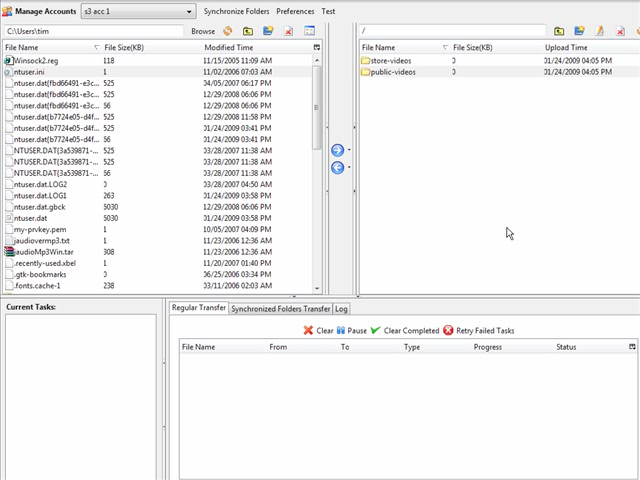 Manage Accounts s3 acc 1 Synchronize Folders Preferences Test
C:\Users\tim Browse /
File Name File Size(KB) Modified Time
Winsock2.reg 118 11/15/2005 11:09 AM
ntuser.ini 1 11/02/2006 07:03 AM
ntuser.dat{fbd66491-e3c... 525 04/05/2007 06:17 PM
ntuser.dat{fbd66491-e3c... 525 12/29/2008 06:06 PM
ntuser.dat{fbd66491-e3c... 56 12/29/2008 06:06 PM
ntuser.dat{b7724e05-d4f... 525 12/29/2008 11:58 PM
ntuser.dat{b7724e05-d4f... 525 01/24/2009 03:41 PM
ntuser.dat{b7724e05-d4f... 56 01/24/2009 03:41 PM
NTUSER.DAT{3a539871-... 525 03/28/2007 11:38 AM
NTUSER.DAT{3a539871-... 525 03/28/2007 11:38 AM
NTUSER.DAT{3a539871-... 56 03/28/2007 11:38 AM
ntuser.dat.LOG2 0 03/28/2007 04:50 AM
ntuser.dat.LOG1 263 01/24/2009 03:58 PM
ntuser.dat.gbck 5030 12/29/2008 06:06 PM
ntuser.dat 5030 01/24/2009 03:58 PM
my-prvkey.pem 1 10/05/2007 04:09 PM
jaudiovermp3.txt 1 11/23/2006 12:36 AM
jaudioMp3Win.tar 308 11/23/2006 12:36 AM
.recently-used.xbel 1 11/20/2007 01:40 PM
.gtk-bookmarks 0 06/25/2006 03:34 PM
.fonts.cache-1 238 03/11/2006 02:03 AM
File Name File Size(KB) Upload Time
store-videos 0 01/24/2009 04:05 PM
public-videos 0 01/24/2009 04:05 PM
Current Tasks:
Regular Transfer Synchronized Folders Transfer Log
Clear Pause Clear Completed Retry Failed Tasks
File Name From To Type Progress Status